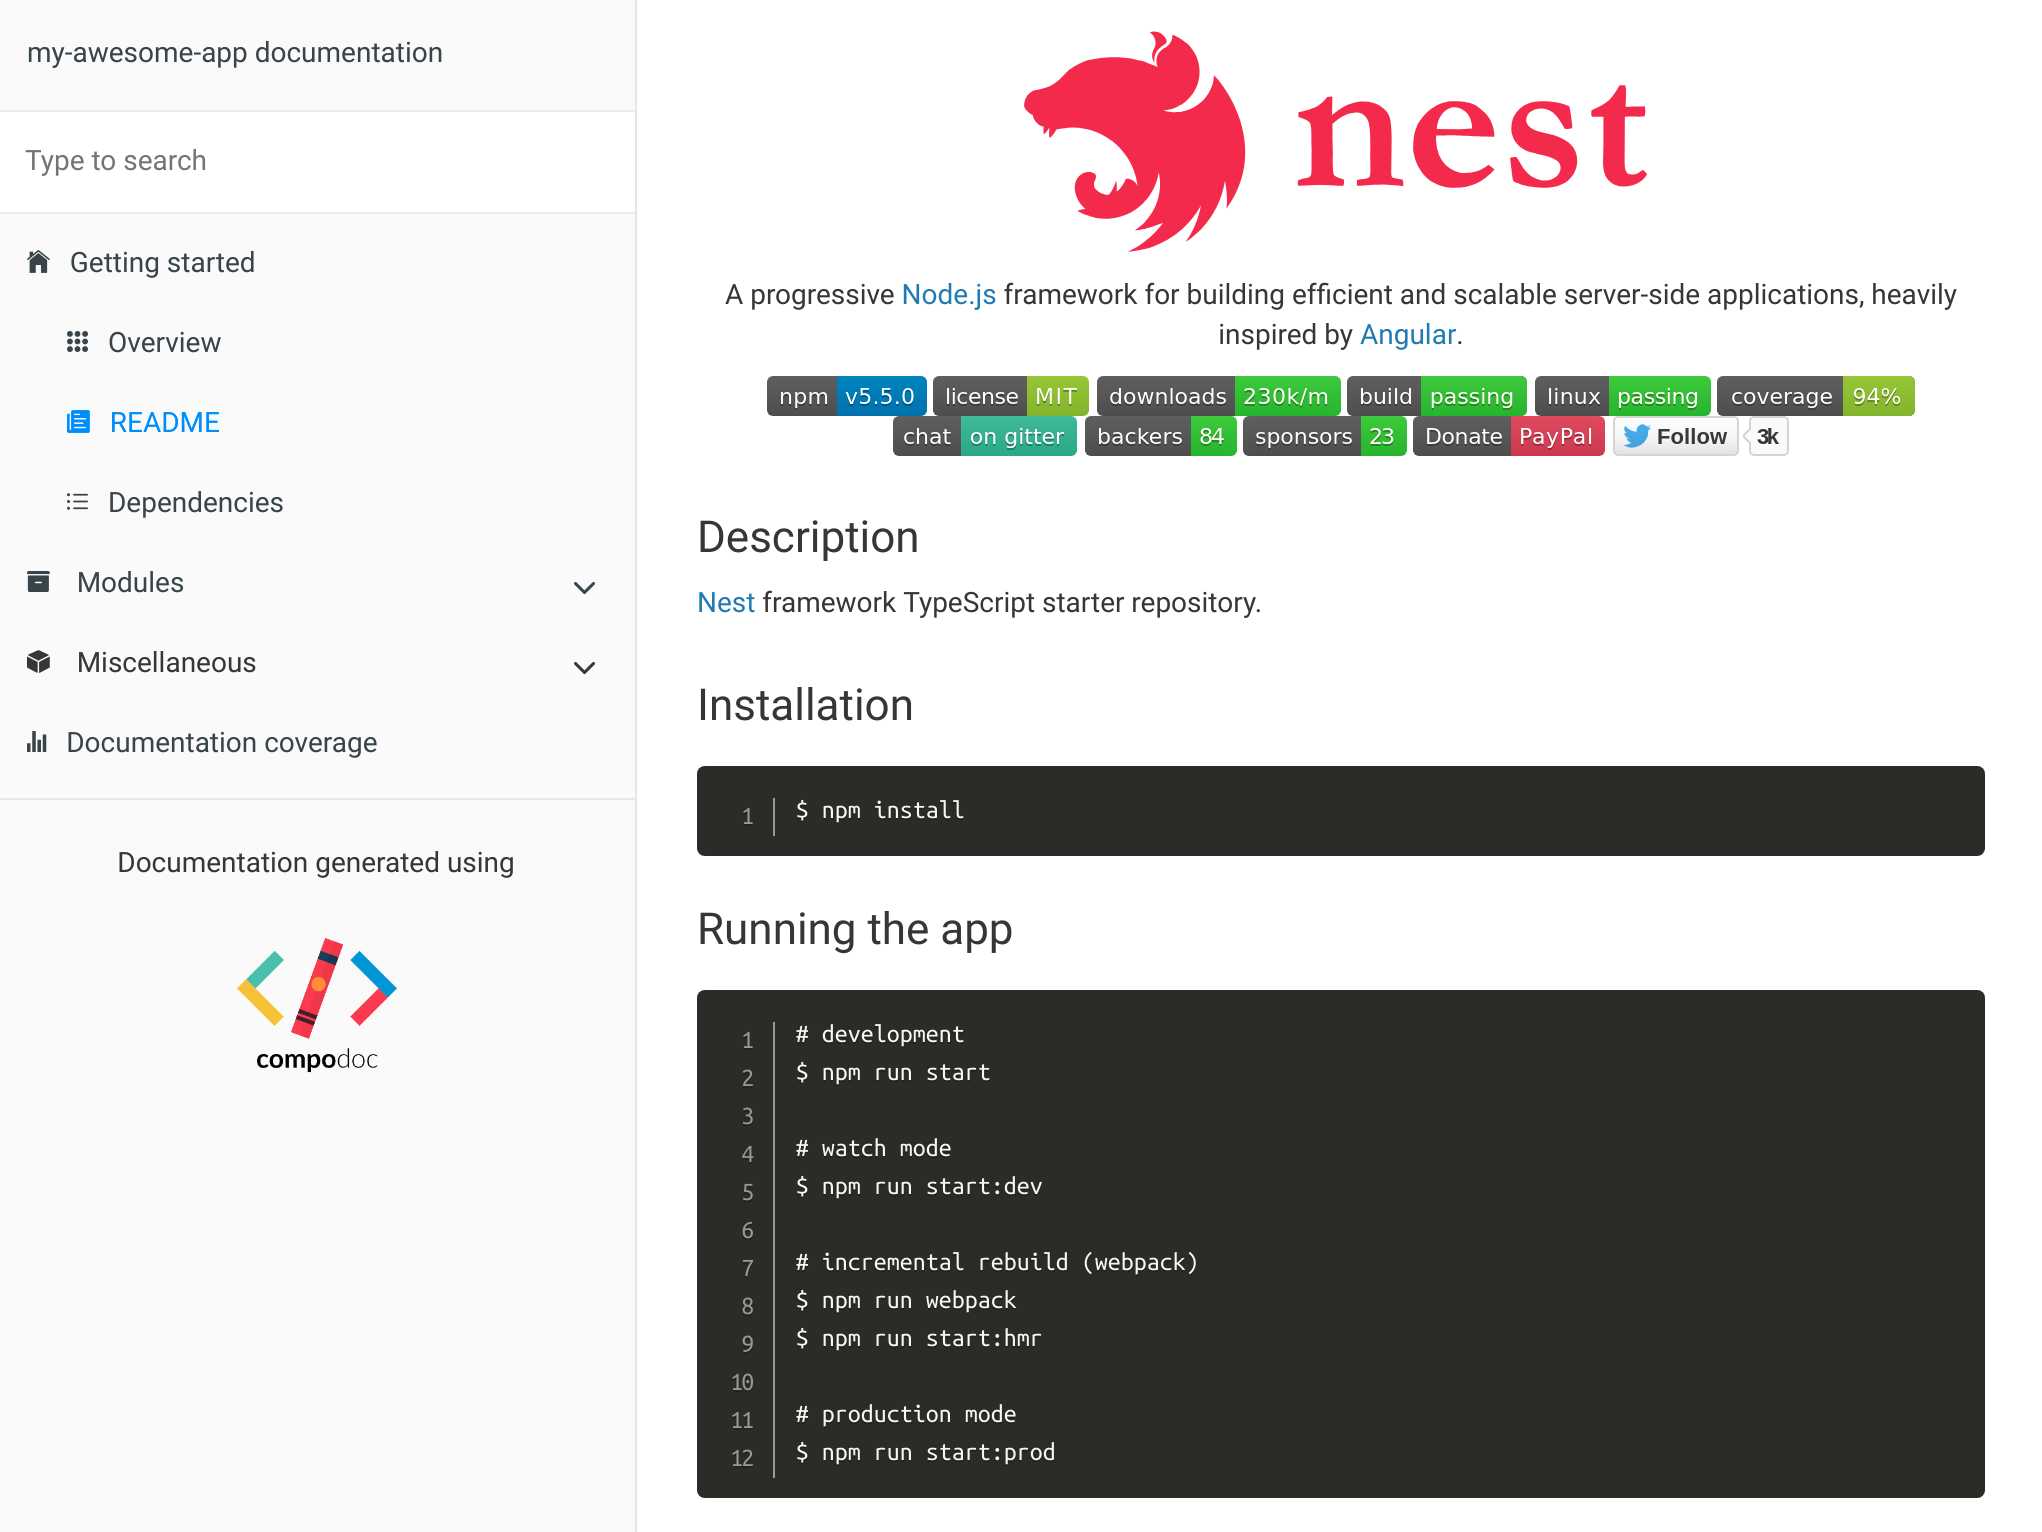 my-awesome-app documentation
Type to search
Getting started
Overview
README
Dependencies
Modules
Miscellaneous
Documentation coverage
Documentation generated using
compodoc
nest
A progressive Node.js framework for building efficient and scalable server-side applications, heavily
inspired by Angular.
npm v5.5.0 license MIT downloads 230k/m build passing linux passing coverage 94%
chat on gitter backers 84 sponsors 23 Donate PayPal Follow 3k
Description
Nest framework TypeScript starter repository.
Installation
1 $ npm install
Running the app
1 # development
2 $ npm run start
3
4 # watch mode
5 $ npm run start:dev
6
7 # incremental rebuild (webpack)
8 $ npm run webpack
9 $ npm run start:hmr
10
11 # production mode
12 $ npm run start:prod